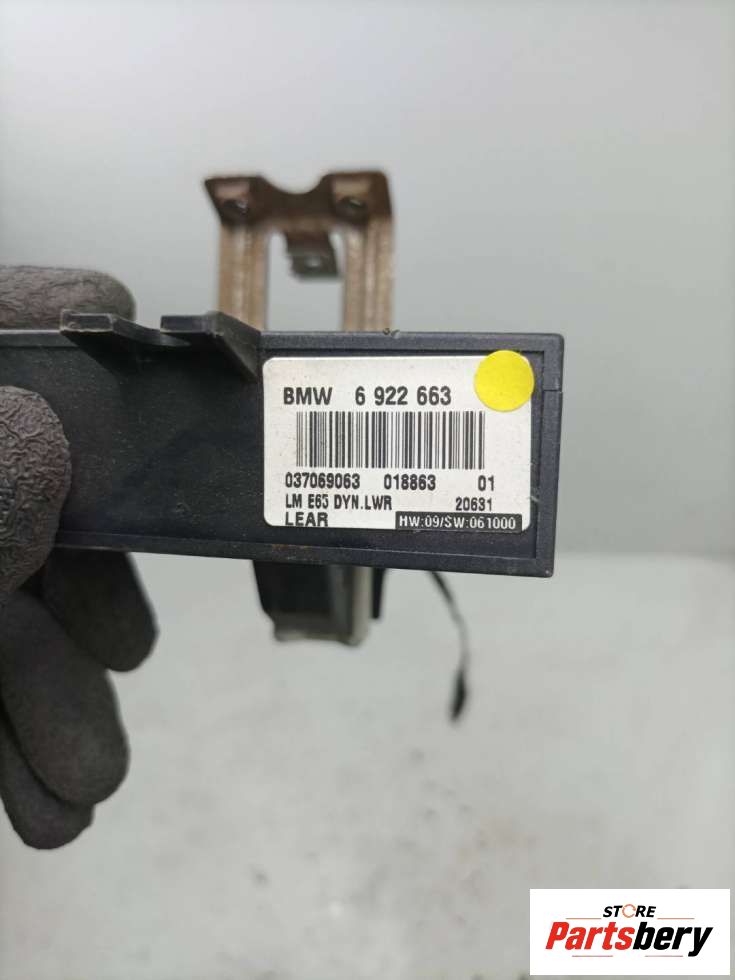 BMW 6 922 663
037069063 018863 01
LM E65 DYN.LWR 20631
LEAR HW:09/SW:061000
STORE
Partsbery